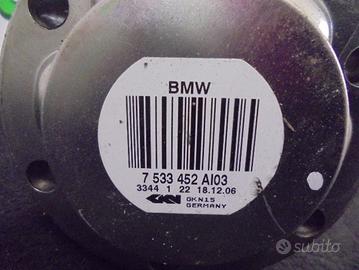 BMW
7 533 452 AI03
3344 1 22 18.12.06
GKN GKN15
GERMANY
subito